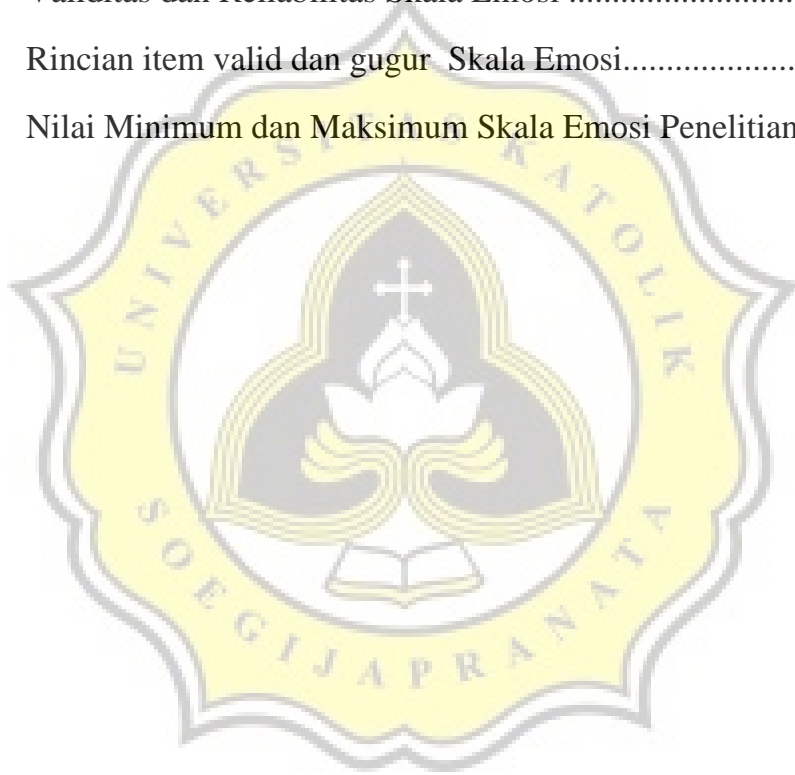 Validitas dan Reliabilitas Skala Emosi ..........................
Rincian item valid dan gugur  Skala Emosi....................
Nilai Minimum dan Maksimum Skala Emosi Penelitian
UNIVERSITAS KATOLIK
SOEGIJAPRANATA